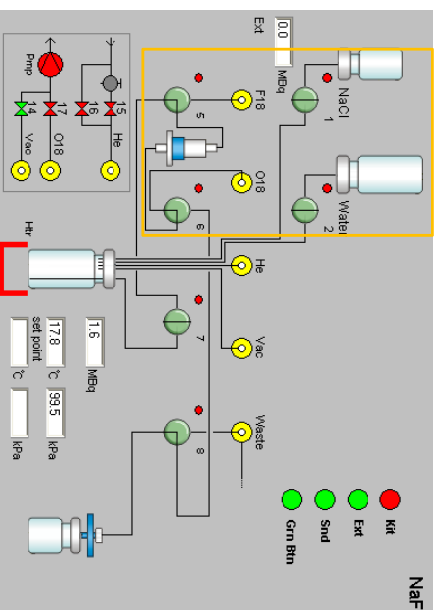 NaF
Kit
Ext
Snd
Grn Btn
NaCl
Water
1
2
Ext
0.0 MBq
F18
O18
He
Vac
Waste
5
6
7
8
15
16
17
14
Pmp
He
O18
Vac
Htr
1.6 MBq
17.8 °C
99.5 kPa
set point
°C
kPa